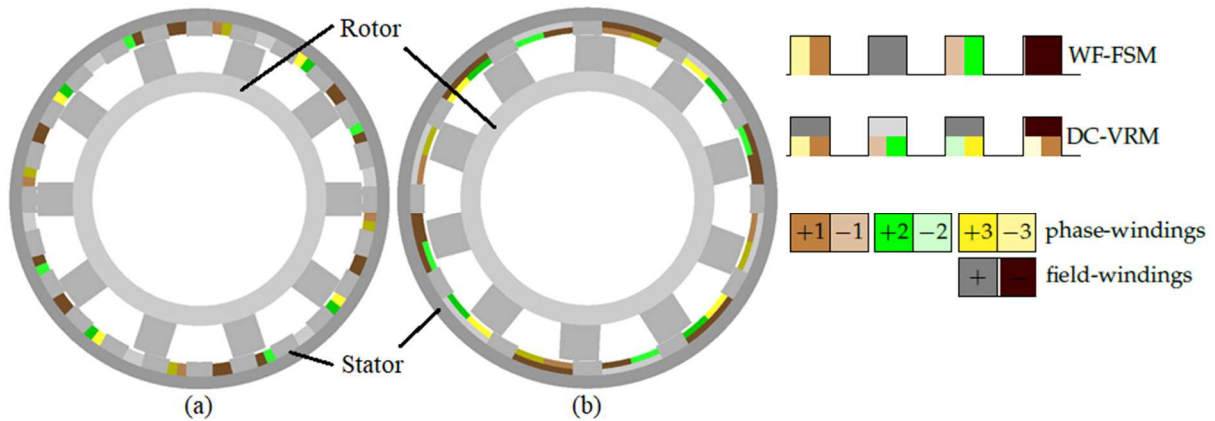 Rotor
Stator
(a)
(b)
WF-FSM
DC-VRM
+1 −1 +2 −2 +3 −3 phase-windings
+ − field-windings